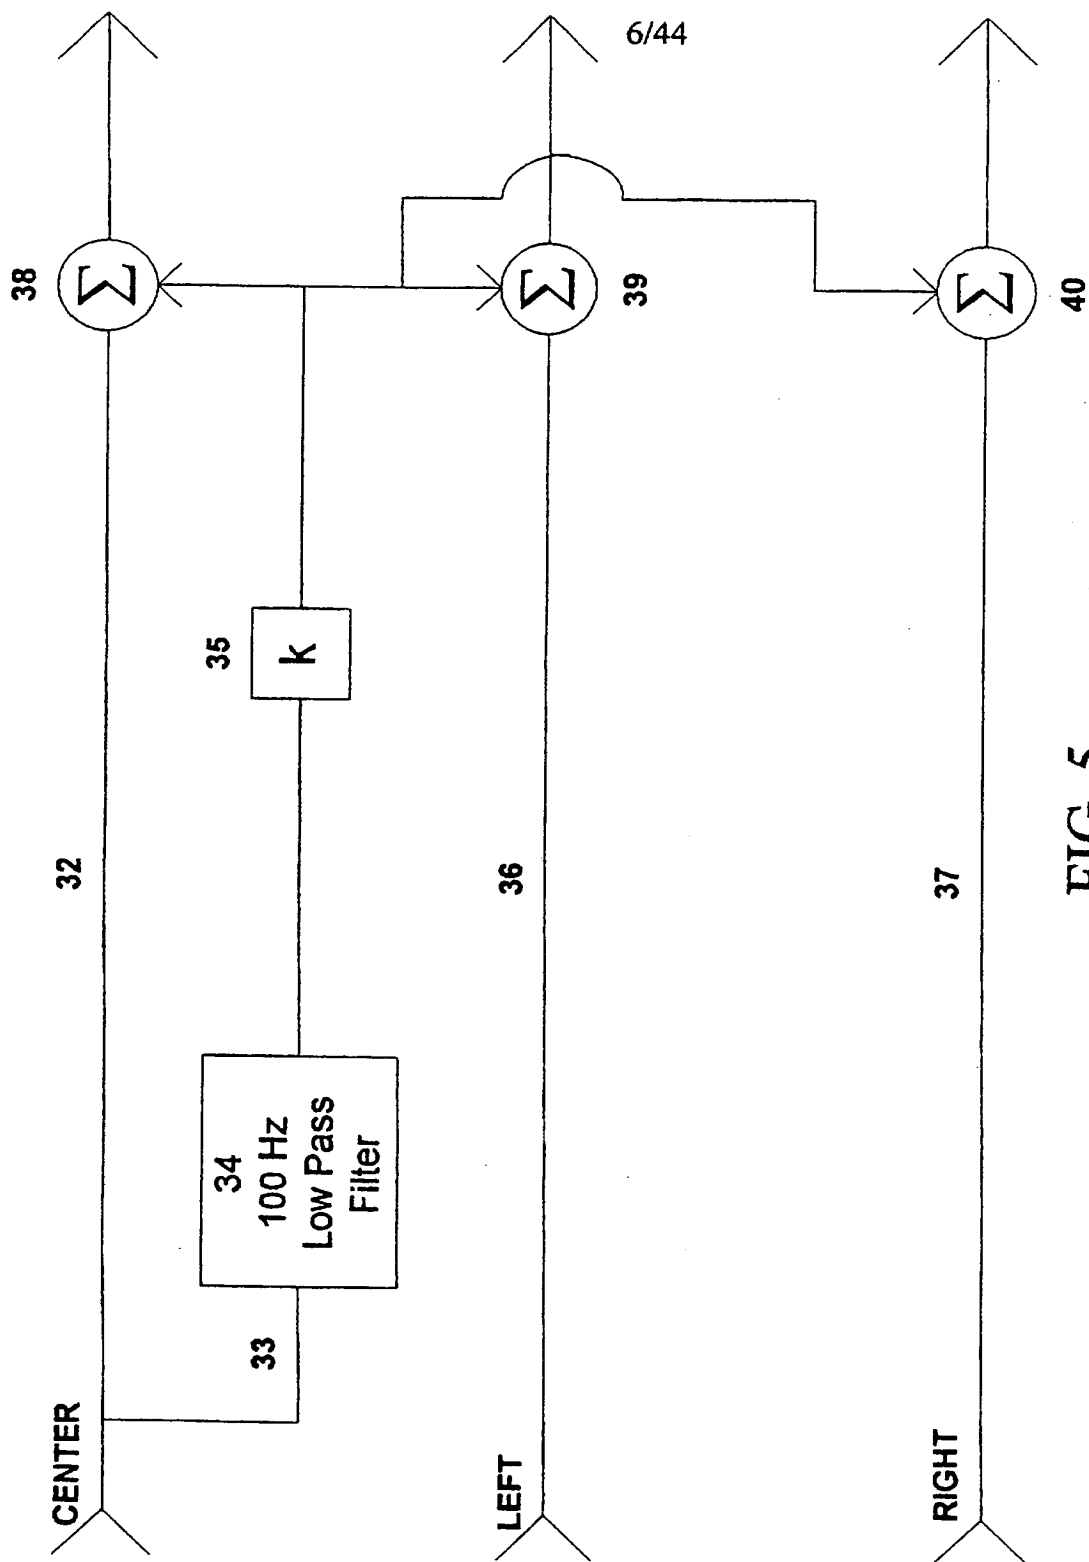 6/44
CENTER
32
38
Σ
33
34
100 Hz
Low Pass
Filter
35
k
LEFT
36
Σ
39
RIGHT
37
Σ
40
FIG. 5